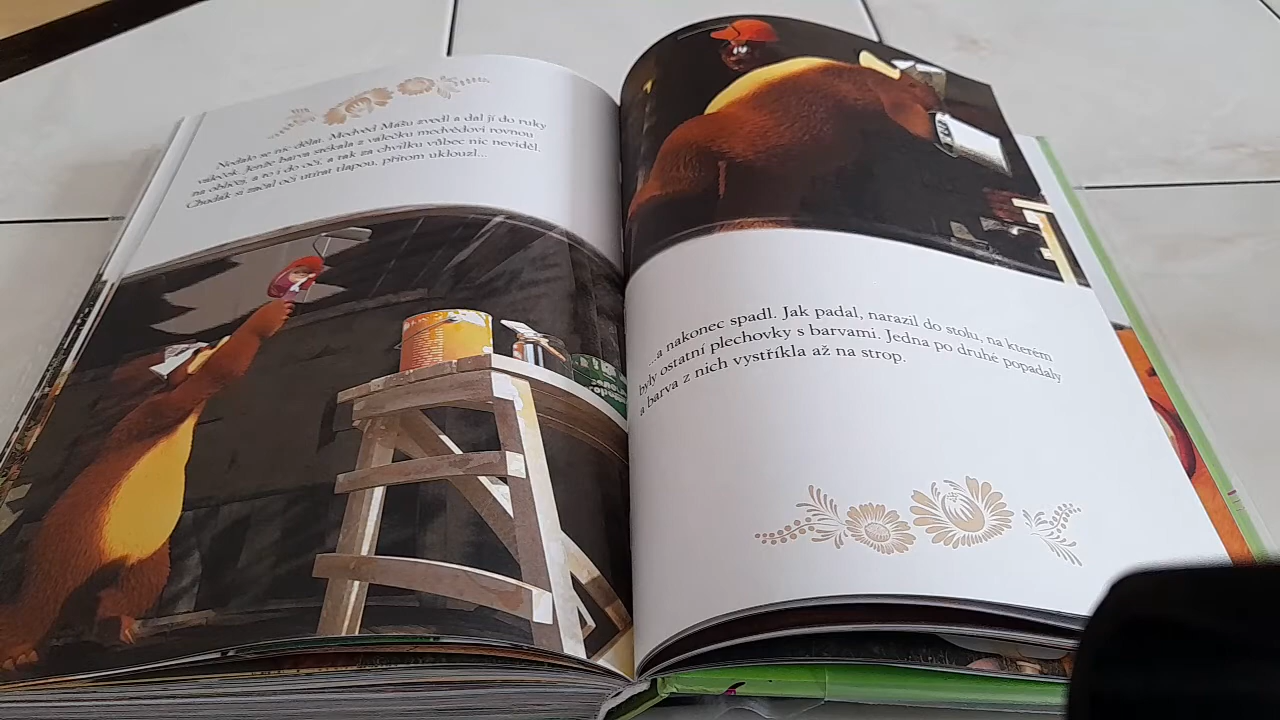 Nedalo se nic dělat. Medvěd Mášu zvedl a dal jí do ruky
váleček. Jenže barva stékala z válečku medvědovi rovnou
na obočí, a to i do očí, a tak za chvilku vůbec nic neviděl.
Chudák si začal oči utírat tlapou, přitom uklouzl...
...a nakonec spadl. Jak padal, narazil do stolu, na kterém
byly ostatní plechovky s barvami. Jedna po druhé popadaly
a barva z nich vystříkla až na strop.